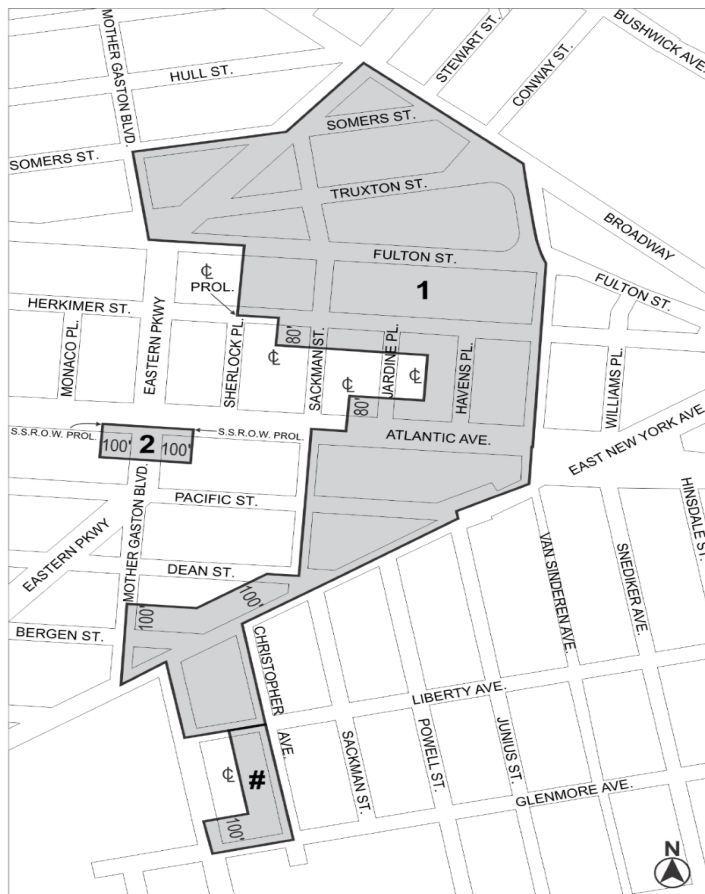 MOTHER GASTON BLVD.
HULL ST.
STEWART ST.
CONWAY ST.
BUSHWICK AVE.
SOMERS ST.
SOMERS ST.
TRUXTON ST.
BROADWAY
FULTON ST.
FULTON ST.
℄
PROL.
1
HERKIMER ST.
MONACO PL.
EASTERN PKWY
SHERLOCK PL.
℄
SACKMAN ST.
80'
℄
JARDINE PL.
℄
80'
HAVENS PL.
WILLIAMS PL.
S.S.R.O.W. PROL.
100'
2
100'
S.S.R.O.W. PROL.
ATLANTIC AVE.
EAST NEW YORK AVE.
PACIFIC ST.
MOTHER GASTON BLVD.
EASTERN PKWY
DEAN ST.
100'
100'
BERGEN ST.
CHRISTOPHER AVE.
VAN SINDEREN AVE.
SNEDIKER AVE.
HINSDALE ST.
LIBERTY AVE.
SACKMAN ST.
POWELL ST.
JUNIUS ST.
GLENMORE AVE.
℄
#
100'
N